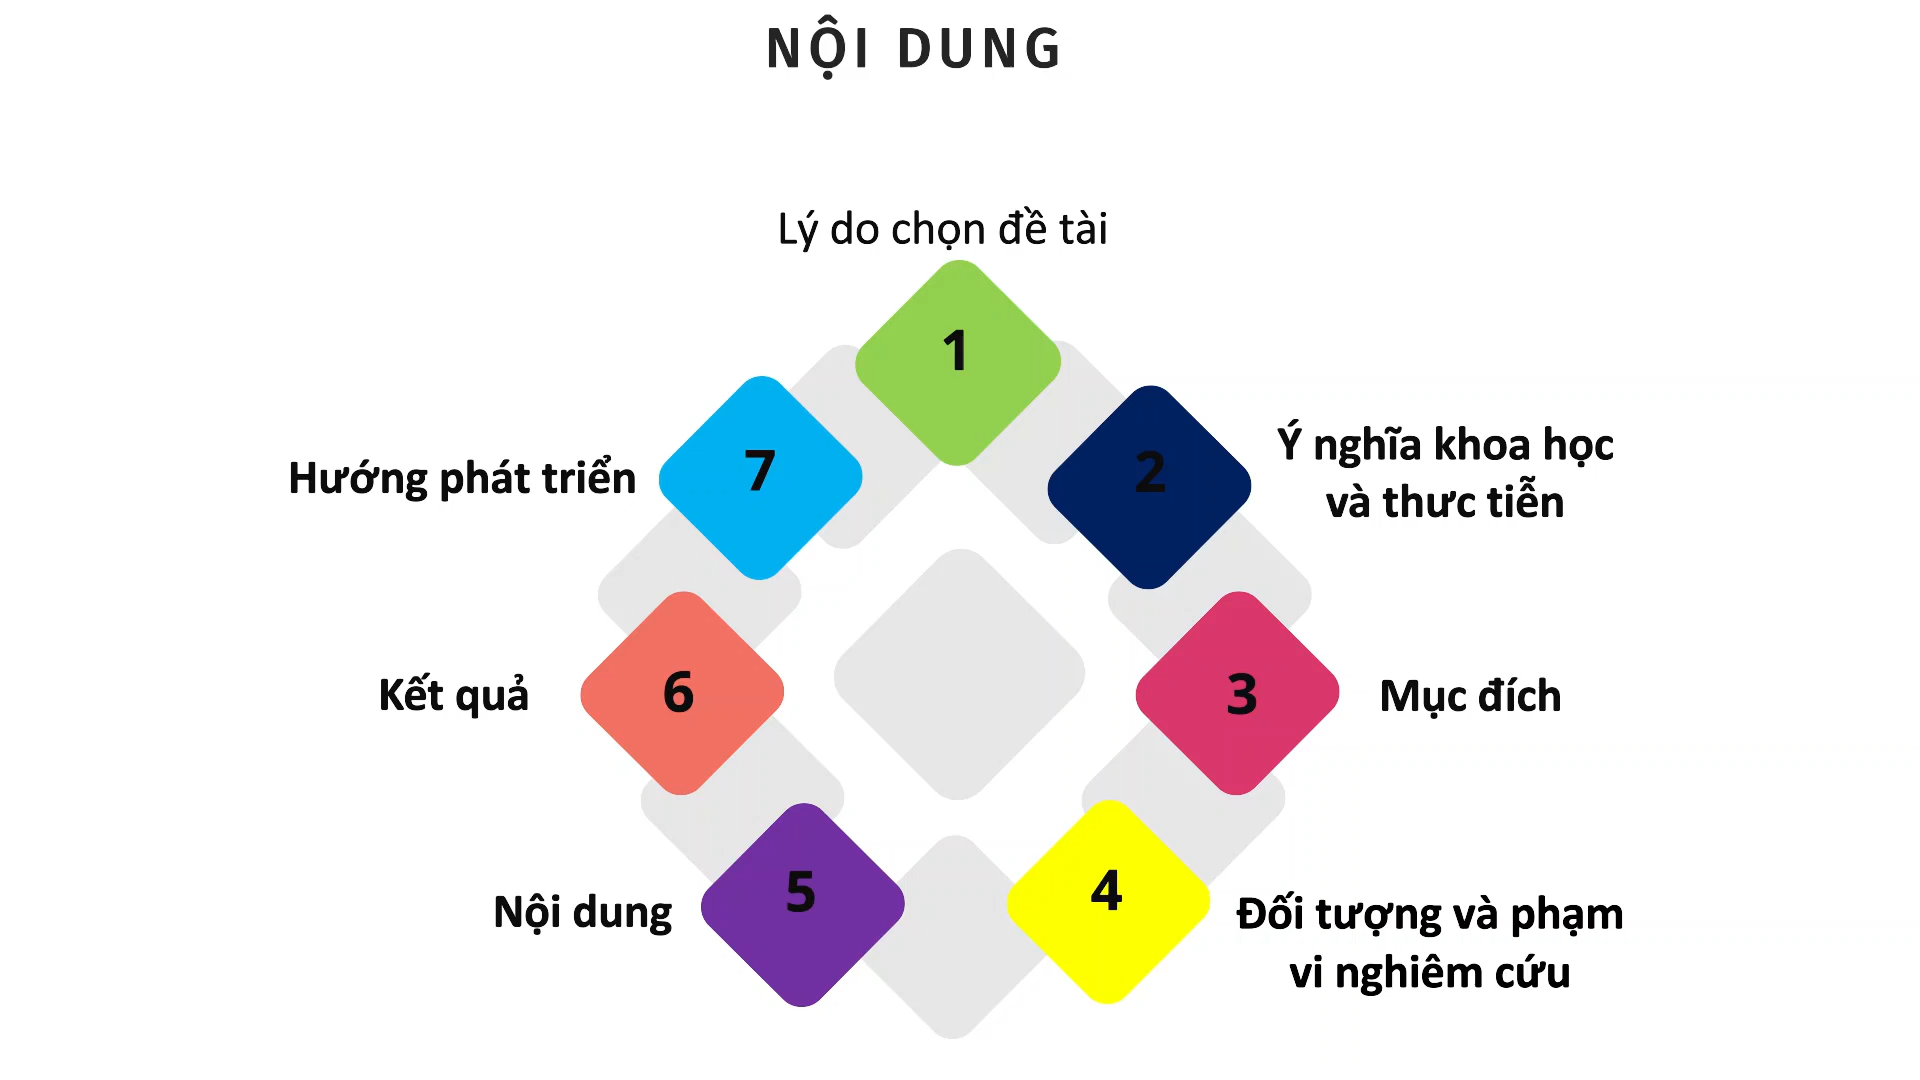 NỘI DUNG
Lý do chọn đề tài
1
2
Ý nghĩa khoa học
và thưc tiễn
3
Mục đích
4
Đối tượng và phạm
vi nghiêm cứu
5
Nội dung
6
Kết quả
7
Hướng phát triển